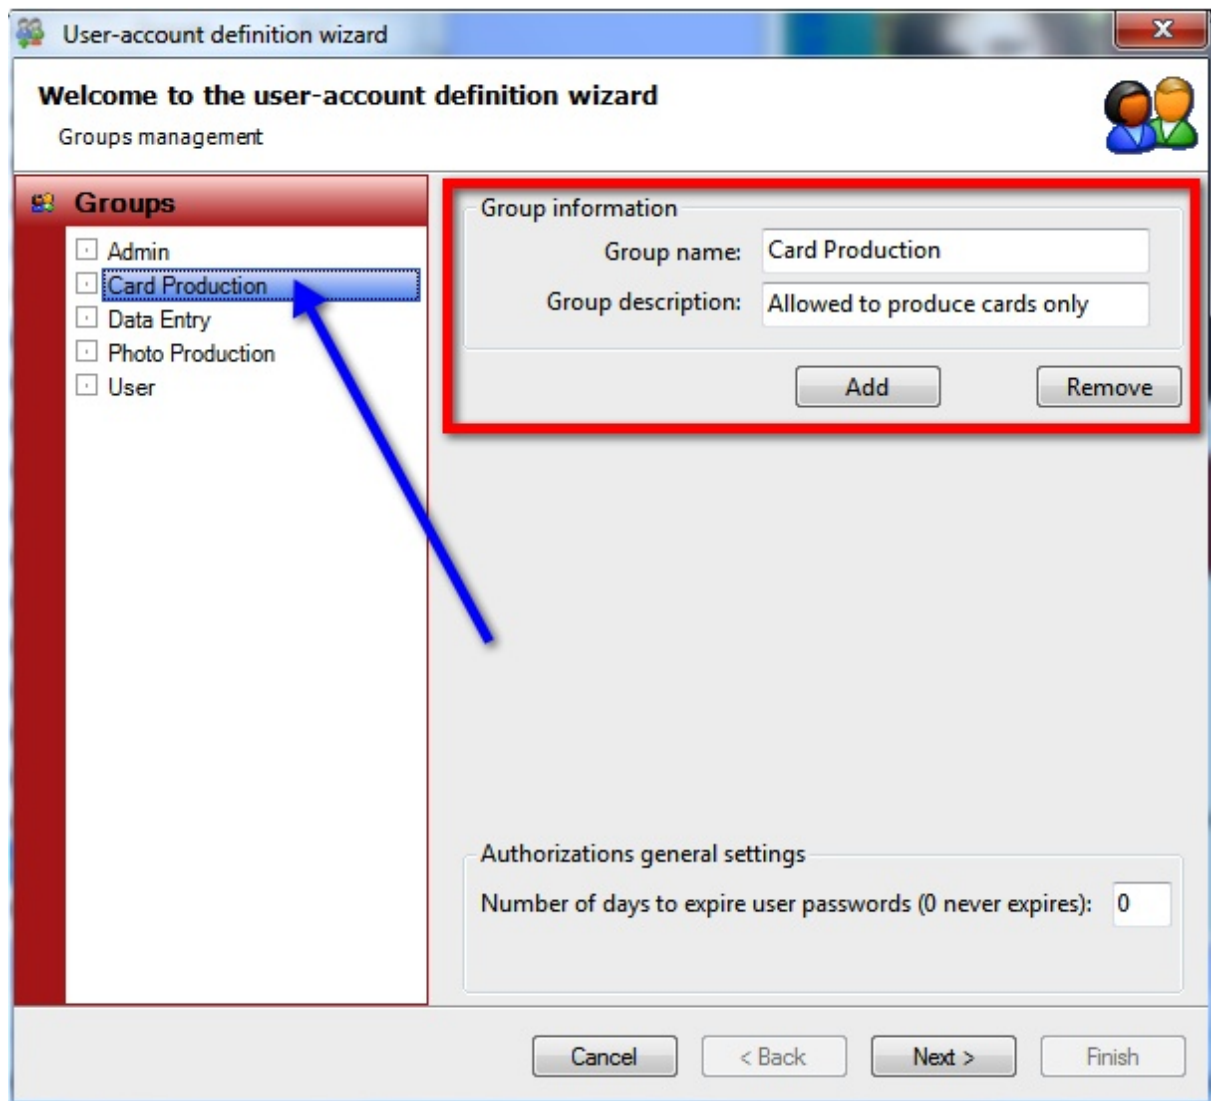 User-account definition wizard
x
Welcome to the user-account definition wizard
Groups management
Groups
Admin
Card Production
Data Entry
Photo Production
User
Group information
Group name: Card Production
Group description: Allowed to produce cards only
Add Remove
Authorizations general settings
Number of days to expire user passwords (0 never expires): 0
Cancel < Back Next > Finish